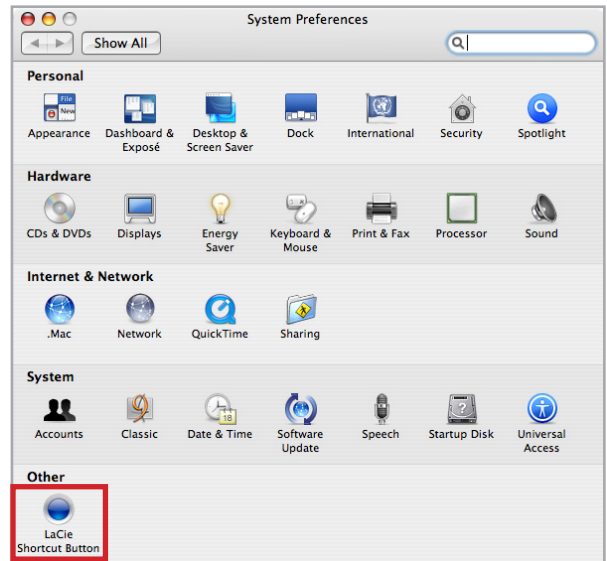 System Preferences
Show All
Personal
File
New
Appearance
Dashboard &
Exposé
Desktop &
Screen Saver
Dock
International
Security
Spotlight
Hardware
CDs & DVDs
Displays
Energy
Saver
Keyboard &
Mouse
Print & Fax
Processor
Sound
Internet & Network
.Mac
Network
QuickTime
Sharing
System
18
Accounts
Classic
Date & Time
Software
Update
Speech
Startup Disk
Universal
Access
Other
LaCie
Shortcut Button